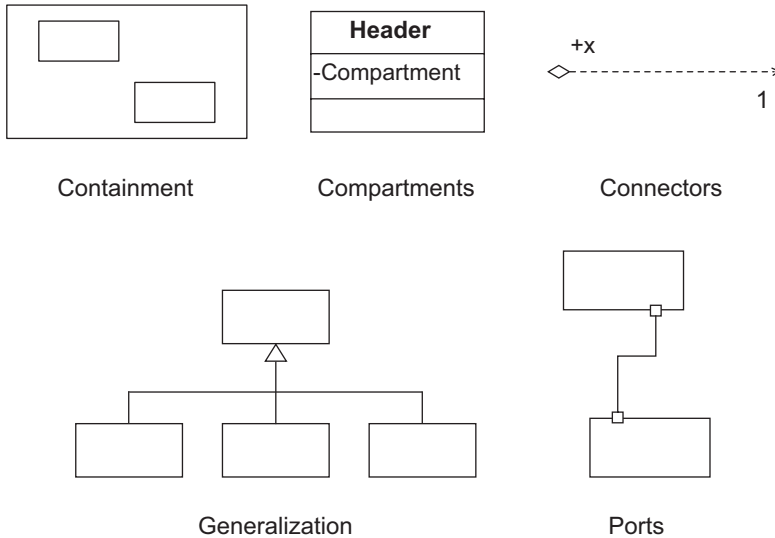 Header
-Compartment
+x
1
Containment
Compartments
Connectors
Generalization
Ports